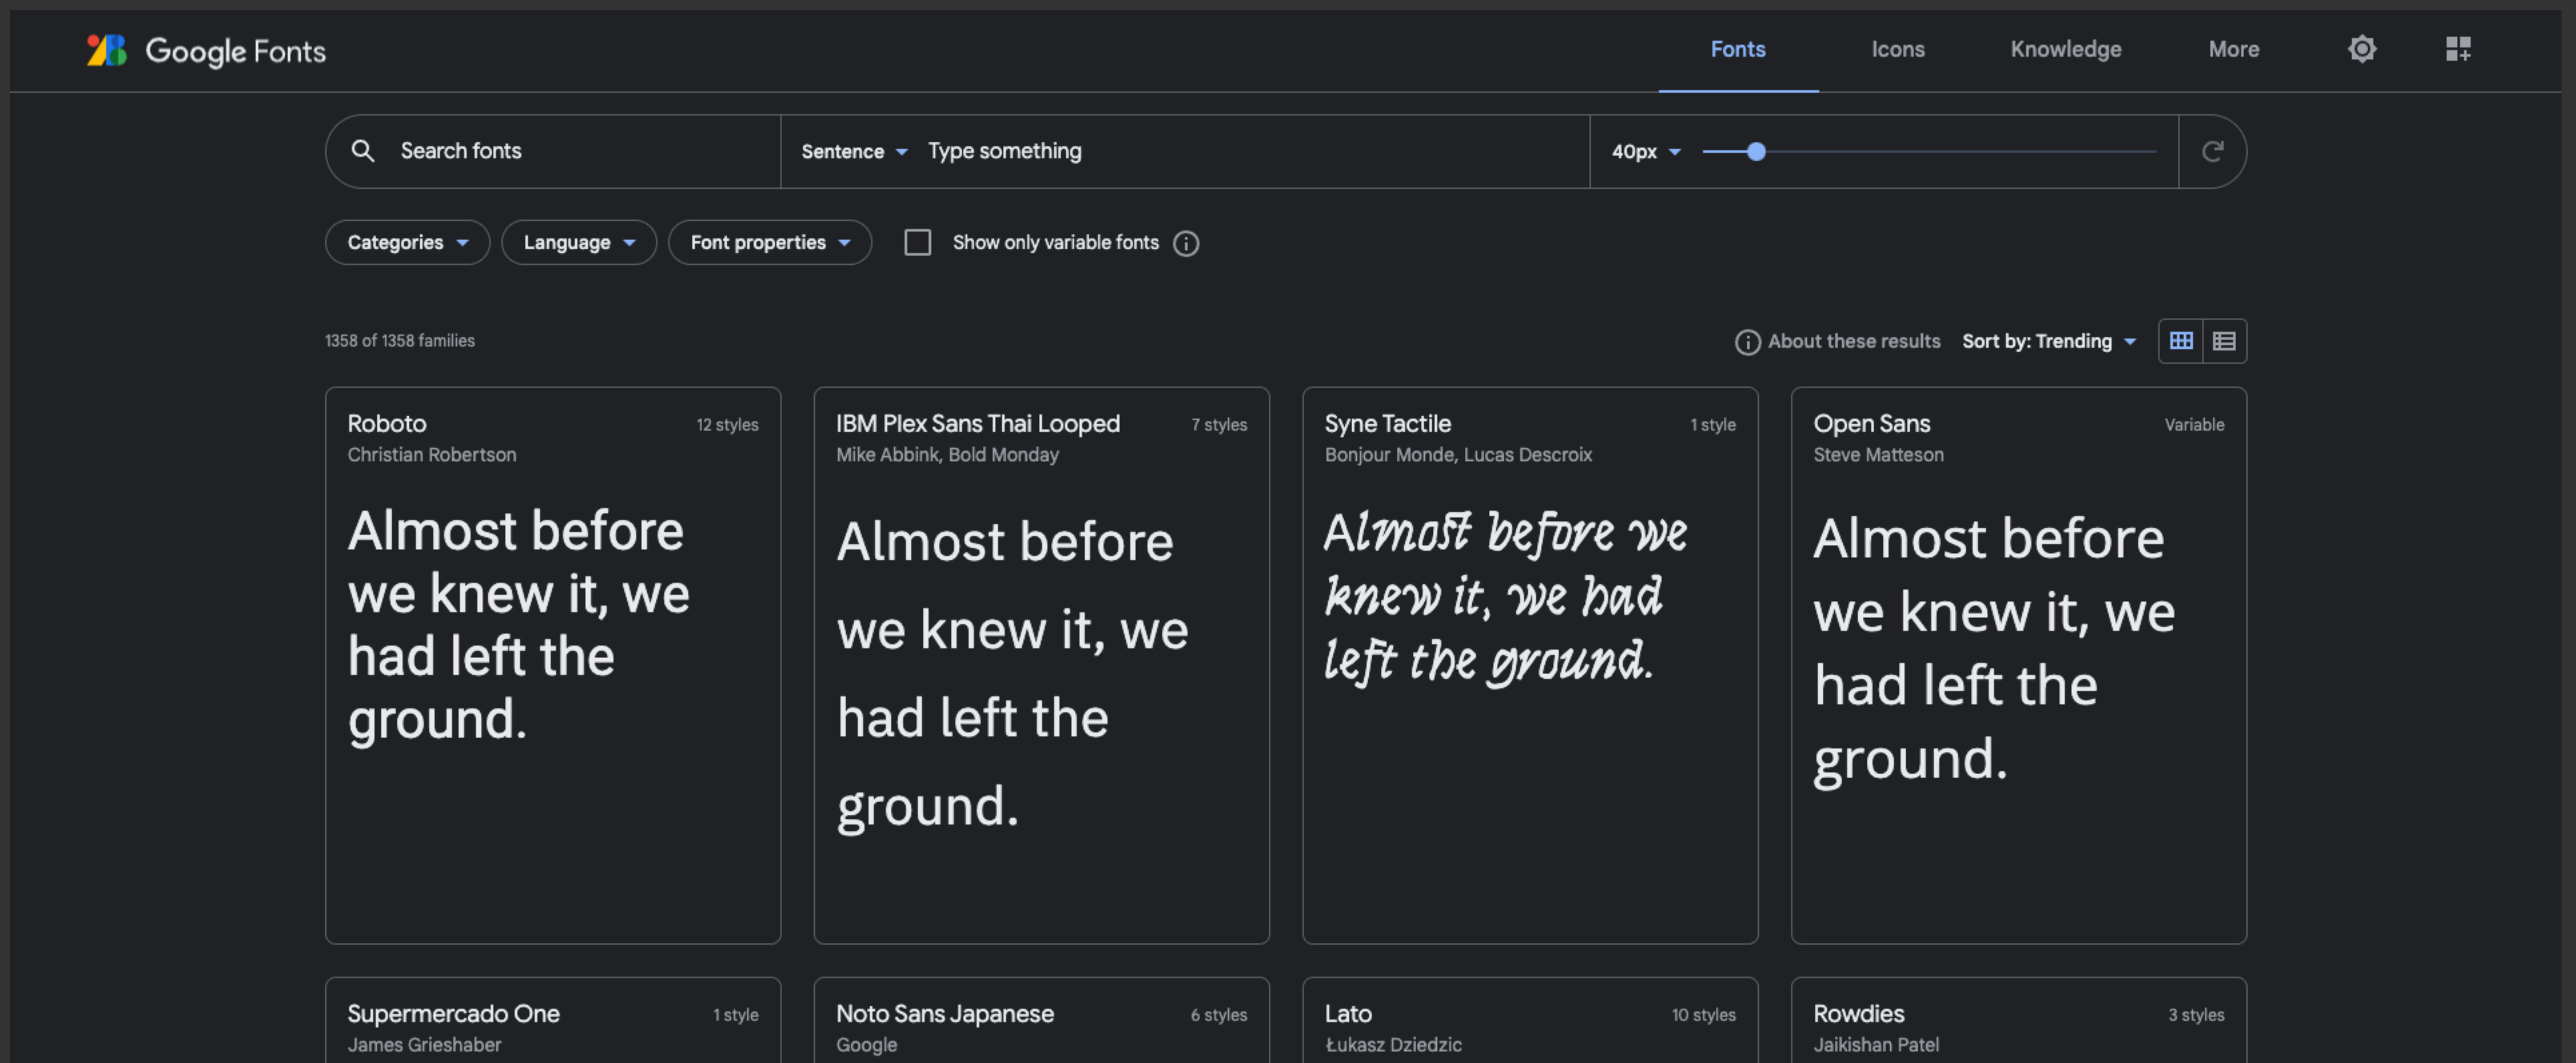 Google Fonts
Fonts
Icons
Knowledge
More
Search fonts
Sentence
Type something
40px
Categories
Language
Font properties
Show only variable fonts
1358 of 1358 families
About these results
Sort by: Trending
Roboto
12 styles
Christian Robertson
Almost before
we knew it, we
had left the
ground.
IBM Plex Sans Thai Looped
7 styles
Mike Abbink, Bold Monday
Almost before
we knew it, we
had left the
ground.
Syne Tactile
1 style
Bonjour Monde, Lucas Descroix
Almost before we
knew it, we had
left the ground.
Open Sans
Variable
Steve Matteson
Almost before
we knew it, we
had left the
ground.
Supermercado One
1 style
James Grieshaber
Noto Sans Japanese
6 styles
Google
Lato
10 styles
Łukasz Dziedzic
Rowdies
3 styles
Jaikishan Patel